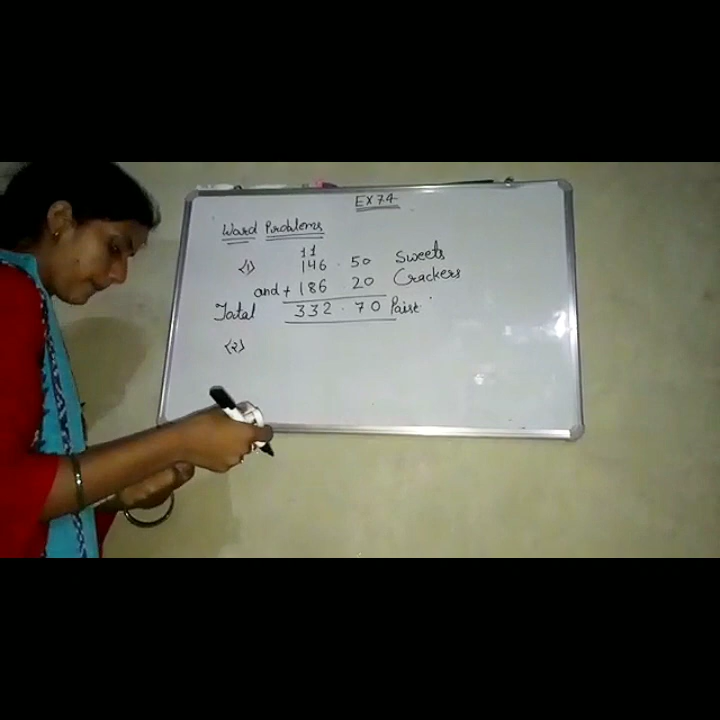 EX 7.4
Word Problems
11
<1> 146.50 Sweets
and + 186 20 Crackers
Total 332.70 Paise
<2>